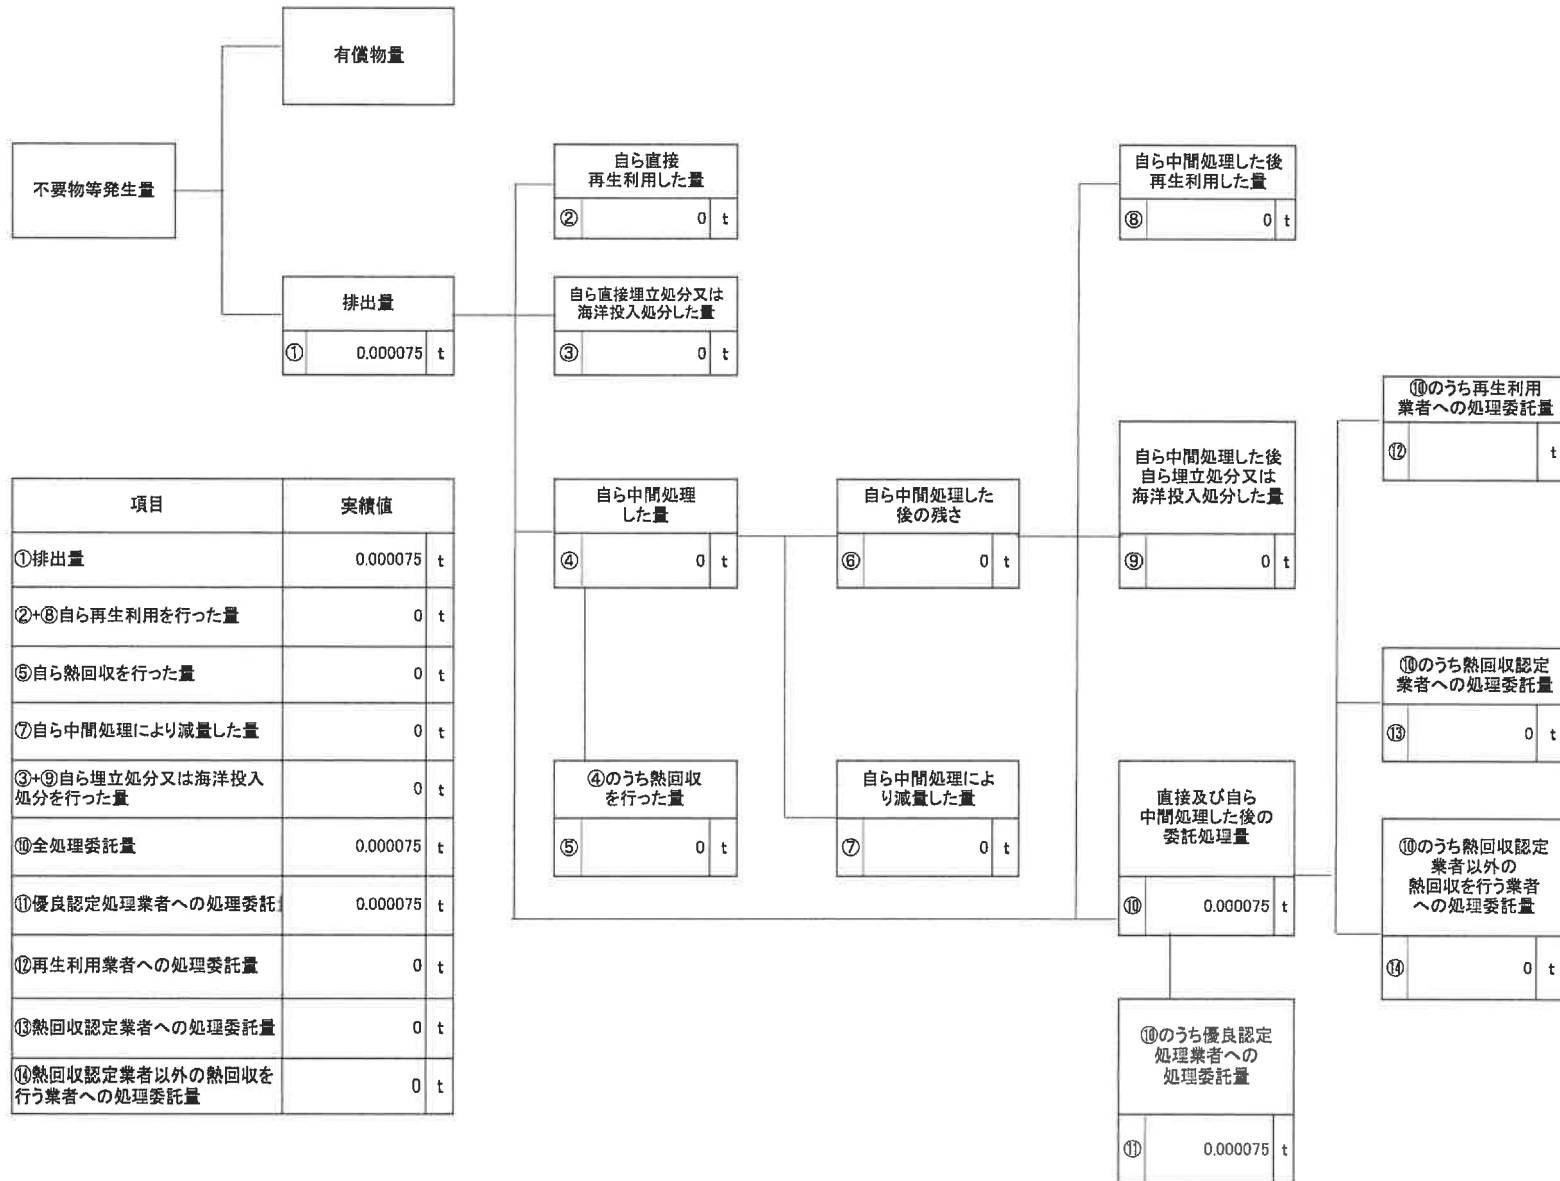 有償物量
不要物等発生量
排出量
① 0.000075 t
自ら直接
再生利用した量
② 0 t
自ら直接埋立処分又は
海洋投入処分した量
③ 0 t
自ら中間処理
した量
④ 0 t
④のうち熱回収
を行った量
⑤ 0 t
自ら中間処理した
後の残さ
⑥ 0 t
自ら中間処理によ
り減量した量
⑦ 0 t
自ら中間処理した後
再生利用した量
⑧ 0 t
自ら中間処理した後
自ら埋立処分又は
海洋投入処分した量
⑨ 0 t
直接及び自ら
中間処理した後の
委託処理量
⑩ 0.000075 t
⑩のうち優良認定
処理業者への
処理委託量
⑪ 0.000075 t
⑩のうち再生利用
業者への処理委託量
⑫ t
⑩のうち熱回収認定
業者への処理委託量
⑬ 0 t
⑩のうち熱回収認定
業者以外の
熱回収を行う業者
への処理委託量
⑭ 0 t
項目 実績値
①排出量 0.000075 t
②+⑧自ら再生利用を行った量 0 t
⑤自ら熱回収を行った量 0 t
⑦自ら中間処理により減量した量 0 t
③+⑨自ら埋立処分又は海洋投入
処分を行った量 0 t
⑩全処理委託量 0.000075 t
⑪優良認定処理業者への処理委託 0.000075 t
⑫再生利用業者への処理委託量 0 t
⑬熱回収認定業者への処理委託量 0 t
⑭熱回収認定業者以外の熱回収を
行う業者への処理委託量 0 t